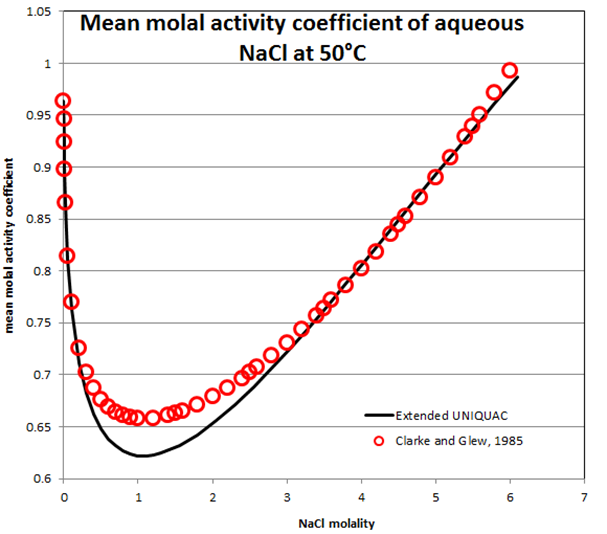 Mean molal activity coefficient of aqueous
NaCl at 50°C
mean molal activity coefficient
1.05
1
0.95
0.9
0.85
0.8
0.75
0.7
0.65
0.6
Extended UNIQUAC
Clarke and Glew, 1985
0 1 2 3 4 5 6 7
NaCl molality